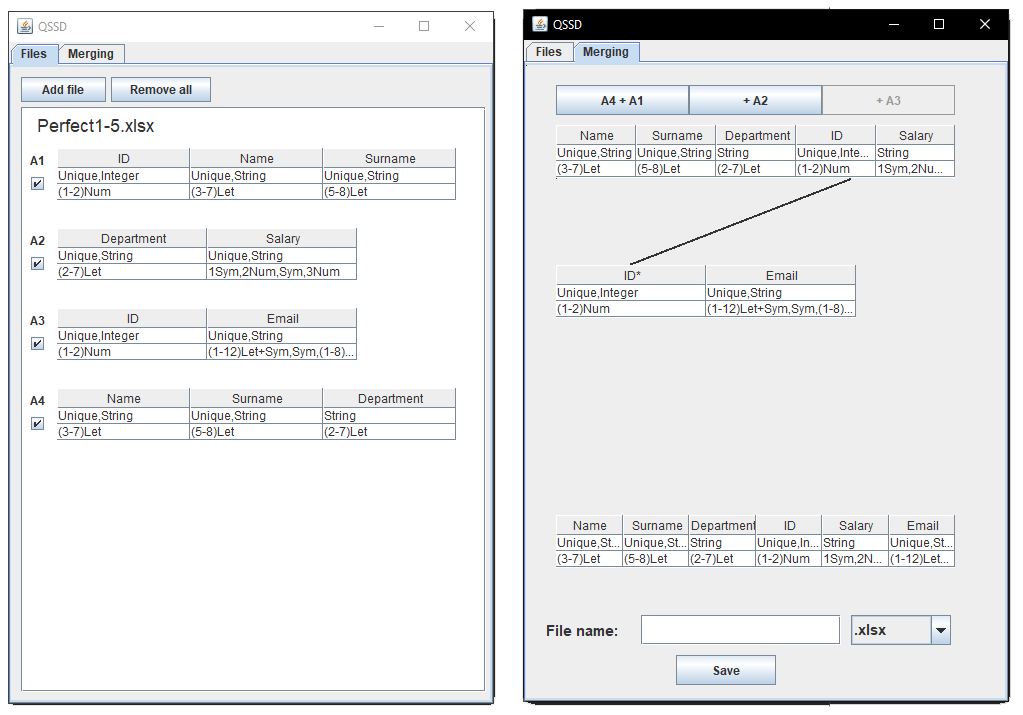 QSSD
Files Merging
Add file Remove all
Perfect1-5.xlsx
A1
ID Name Surname
Unique,Integer Unique,String Unique,String
(1-2)Num (3-7)Let (5-8)Let
A2
Department Salary
Unique,String Unique,String
(2-7)Let 1Sym,2Num,Sym,3Num
A3
ID Email
Unique,Integer Unique,String
(1-2)Num (1-12)Let+Sym,Sym,(1-8)...
A4
Name Surname Department
Unique,String Unique,String String
(3-7)Let (5-8)Let (2-7)Let
QSSD
Files Merging
A4 + A1 + A2 + A3
Name Surname Department ID Salary
Unique,String Unique,String String Unique,Inte... String
(3-7)Let (5-8)Let (2-7)Let (1-2)Num 1Sym,2Nu...
ID* Email
Unique,Integer Unique,String
(1-2)Num (1-12)Let+Sym,Sym,(1-8)...
Name Surname Department ID Salary Email
Unique,St... Unique,St... String Unique,In... String Unique,St...
(3-7)Let (5-8)Let (2-7)Let (1-2)Num 1Sym,2N... (1-12)Let...
File name: .xlsx
Save